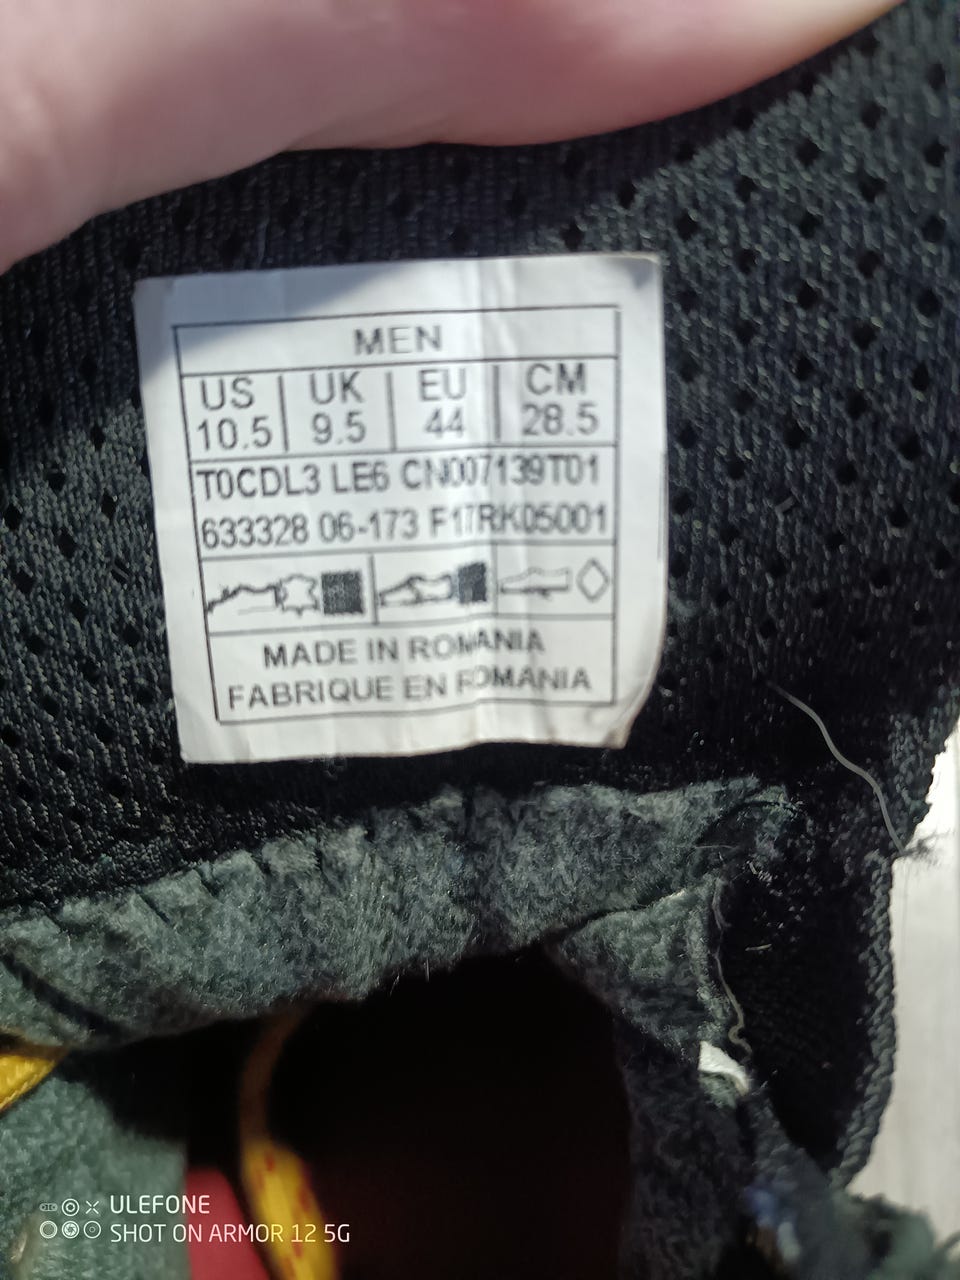 MEN
US UK EU CM
10.5 9.5 44 28.5
T0CDL3 LE6 CN007139T01
633328 06-173 F17RK05001
MADE IN ROMANIA
FABRIQUE EN ROMANIA
ULEFONE
SHOT ON ARMOR 12 5G